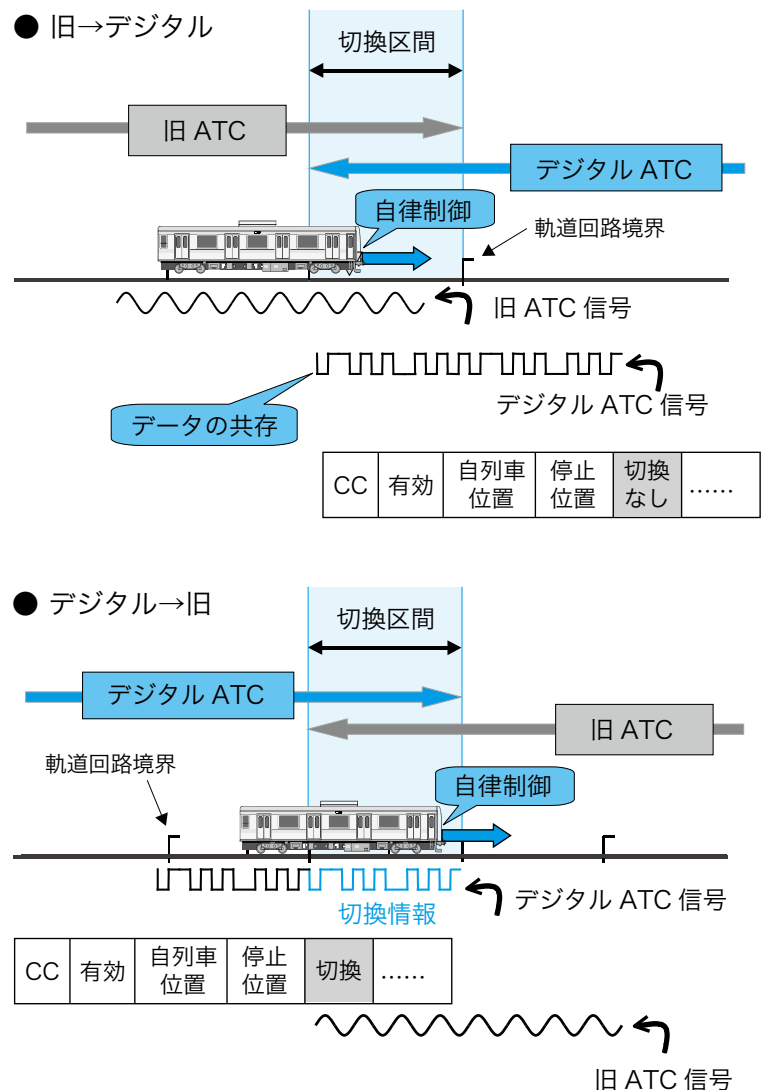 ● 旧→デジタル
切換区間
旧 ATC
デジタル ATC
自律制御
軌道回路境界
旧 ATC 信号
デジタル ATC 信号
データの共存
CC 有効 自列車位置 停止位置 切換なし ……
● デジタル→旧
切換区間
デジタル ATC
旧 ATC
軌道回路境界
自律制御
デジタル ATC 信号
切換情報
CC 有効 自列車位置 停止位置 切換 ……
旧 ATC 信号